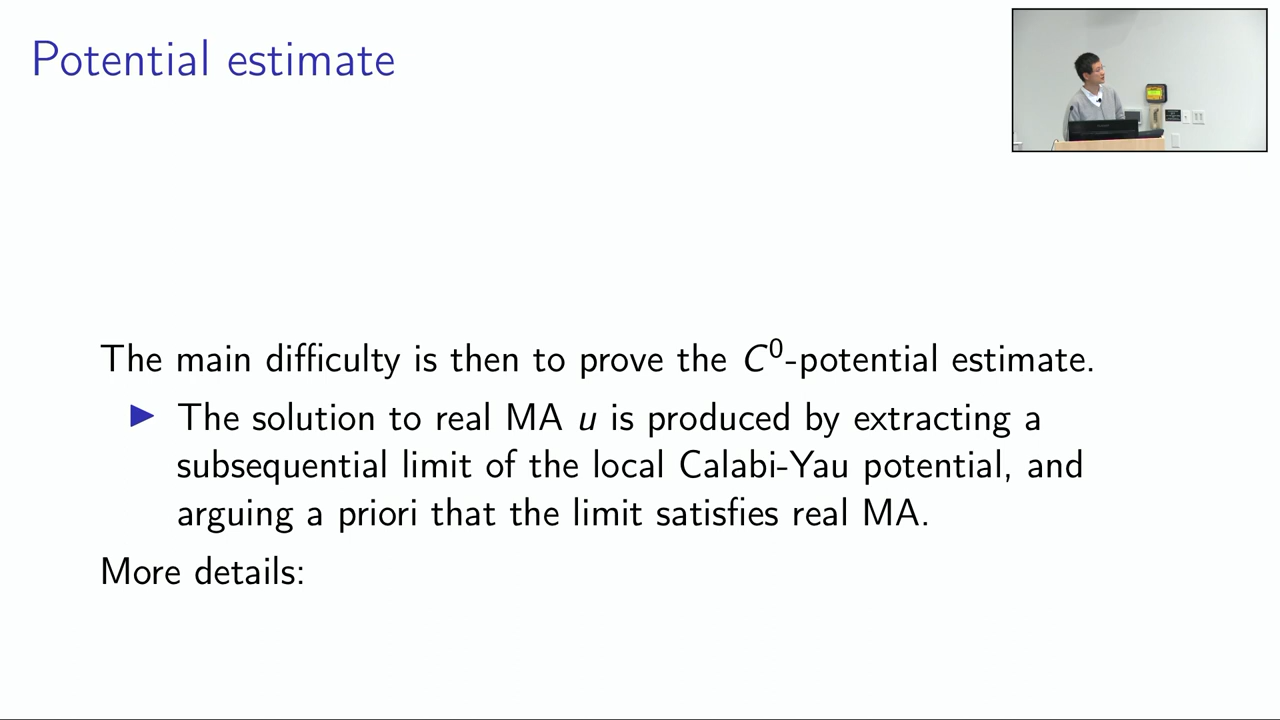 Potential estimate
The main difficulty is then to prove the C⁰-potential estimate.
▶ The solution to real MA u is produced by extracting a
subsequential limit of the local Calabi-Yau potential, and
arguing a priori that the limit satisfies real MA.
More details: